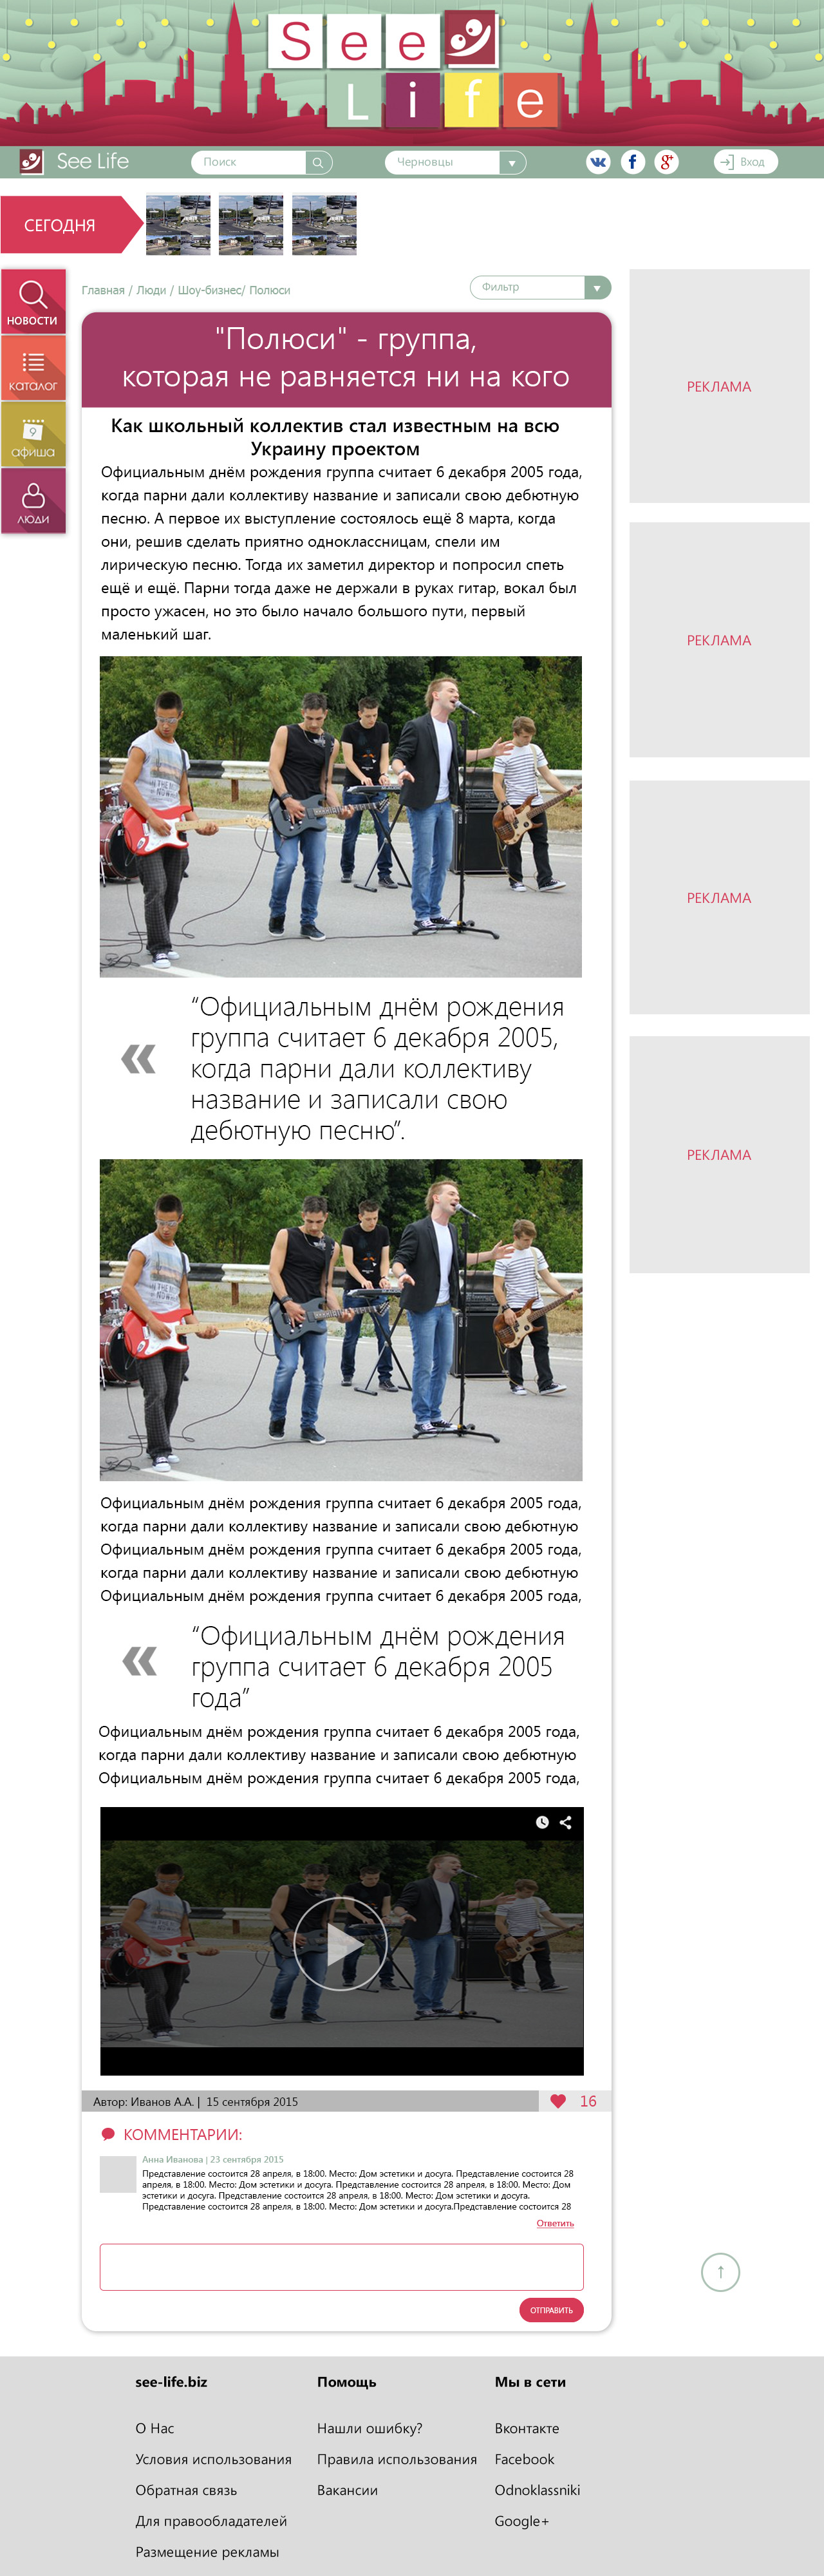 See
Life
See Life
Поиск
Черновцы
Вход
СЕГОДНЯ
Главная / Люди / Шоу-бизнес/ Полюси
Фильтр
НОВОСТИ
каталог
9
афиша
люди
"Полюси" - группа,
которая не равняется ни на кого
Как школьный коллектив стал известным на всю
Украину проектом
Официальным днём рождения группа считает 6 декабря 2005 года,
когда парни дали коллективу название и записали свою дебютную
песню. А первое их выступление состоялось ещё 8 марта, когда
они, решив сделать приятно одноклассницам, спели им
лирическую песню. Тогда их заметил директор и попросил спеть
ещё и ещё. Парни тогда даже не держали в руках гитар, вокал был
просто ужасен, но это было начало большого пути, первый
маленький шаг.
“Официальным днём рождения
группа считает 6 декабря 2005,
когда парни дали коллективу
название и записали свою
дебютную песню”.
Официальным днём рождения группа считает 6 декабря 2005 года,
когда парни дали коллективу название и записали свою дебютную
Официальным днём рождения группа считает 6 декабря 2005 года,
когда парни дали коллективу название и записали свою дебютную
Официальным днём рождения группа считает 6 декабря 2005 года,
“Официальным днём рождения
группа считает 6 декабря 2005
года”
Официальным днём рождения группа считает 6 декабря 2005 года,
когда парни дали коллективу название и записали свою дебютную
Официальным днём рождения группа считает 6 декабря 2005 года,
Автор: Иванов А.А. | 15 сентября 2015
16
КОММЕНТАРИИ:
Анна Иванова | 23 сентября 2015
Представление состоится 28 апреля, в 18:00. Место: Дом эстетики и досуга. Представление состоится 28
апреля, в 18:00. Место: Дом эстетики и досуга. Представление состоится 28 апреля, в 18:00. Место: Дом
эстетики и досуга. Представление состоится 28 апреля, в 18:00. Место: Дом эстетики и досуга.
Представление состоится 28 апреля, в 18:00. Место: Дом эстетики и досуга.Представление состоится 28
Ответить
ОТПРАВИТЬ
РЕКЛАМА
РЕКЛАМА
РЕКЛАМА
РЕКЛАМА
see-life.biz
О Нас
Условия использования
Обратная связь
Для правообладателей
Размещение рекламы
Помощь
Нашли ошибку?
Правила использования
Вакансии
Мы в сети
Вконтакте
Facebook
Odnoklassniki
Google+